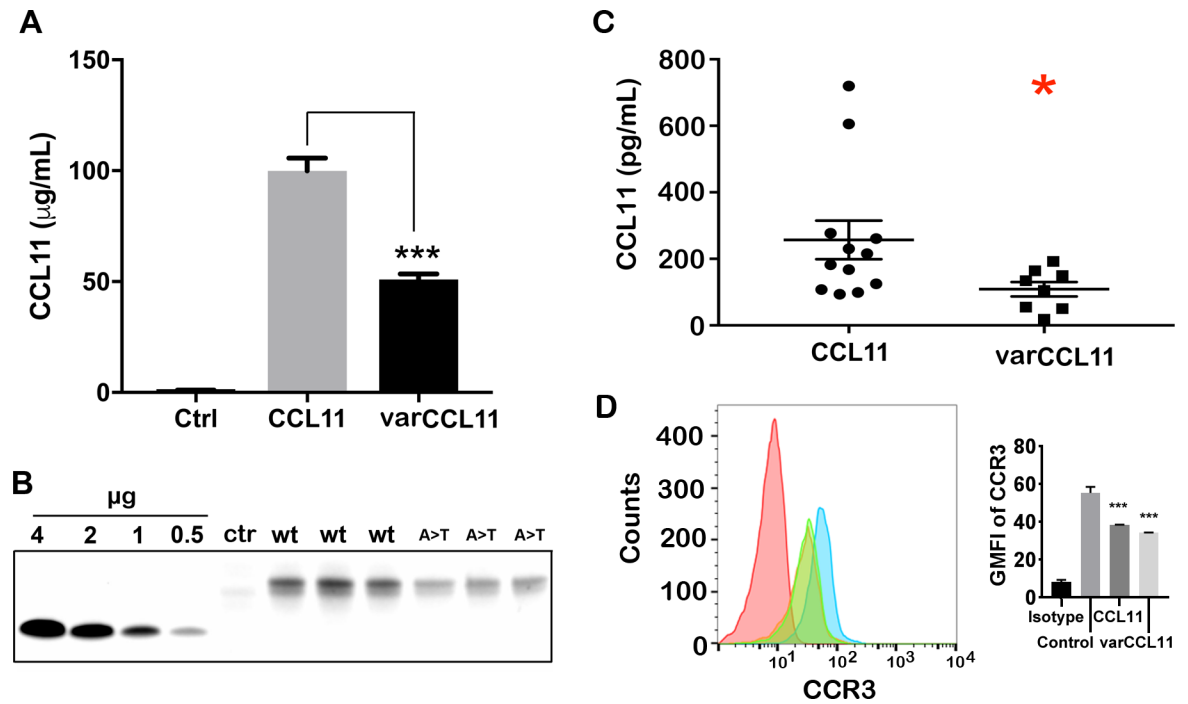 A
150
100
50
0
CCL11 (μg/mL)
***
Ctrl CCL11 varCCL11
C
800
600
400
200
0
CCL11 (pg/mL)
*
CCL11 varCCL11
B
μg
4 2 1 0.5 ctr wt wt wt A>T A>T A>T
D
400
300
200
100
0
Counts
10¹ 10² 10³ 10⁴
CCR3
80
60
40
20
0
GMFI of CCR3
*** ***
Isotype CCL11
Control varCCL11